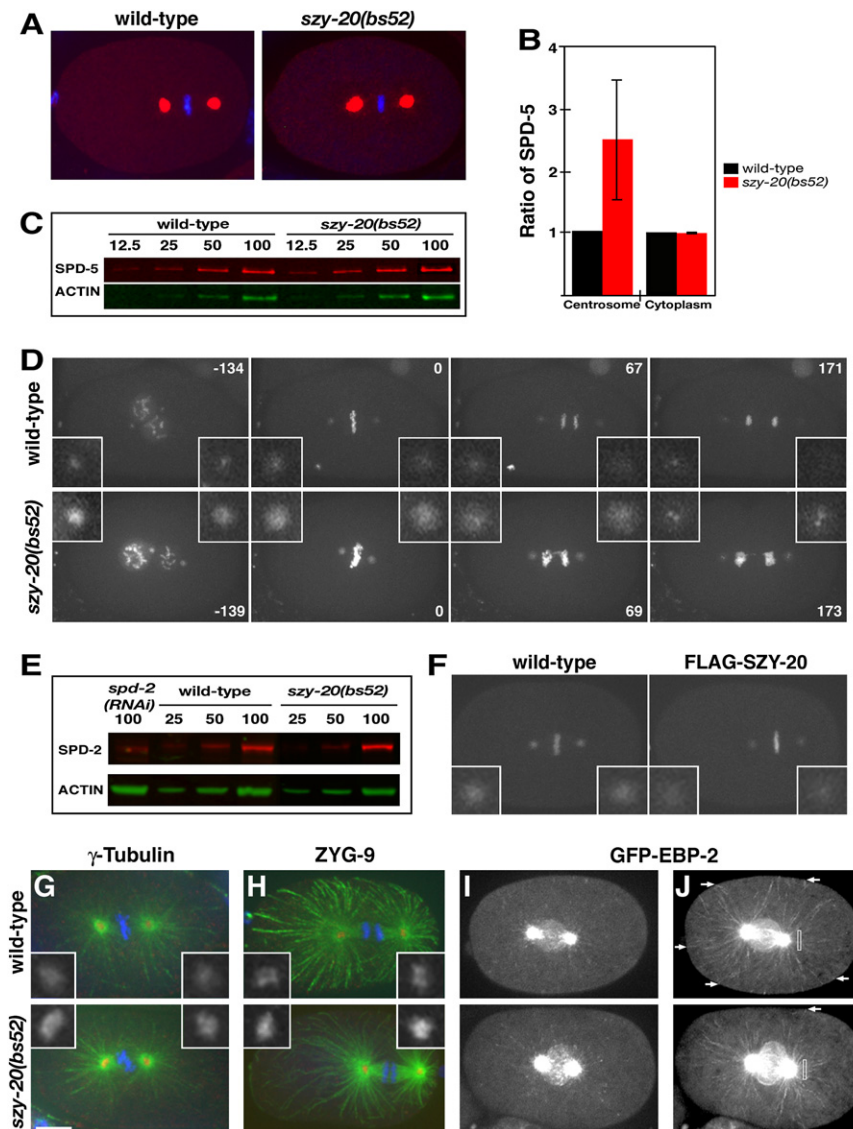 A
wild-type
szy-20(bs52)
B
4
3
2
1
Ratio of SPD-5
Centrosome Cytoplasm
wild-type
szy-20(bs52)
C
wild-type szy-20(bs52)
12.5 25 50 100 12.5 25 50 100
SPD-5
ACTIN
D
wild-type
-134 0 67 171
szy-20(bs52)
-139 0 69 173
E
spd-2 (RNAi) wild-type szy-20(bs52)
100 25 50 100 25 50 100
SPD-2
ACTIN
F
wild-type FLAG-SZY-20
γ-Tubulin ZYG-9 GFP-EBP-2
wild-type
G H I J
szy-20(bs52)